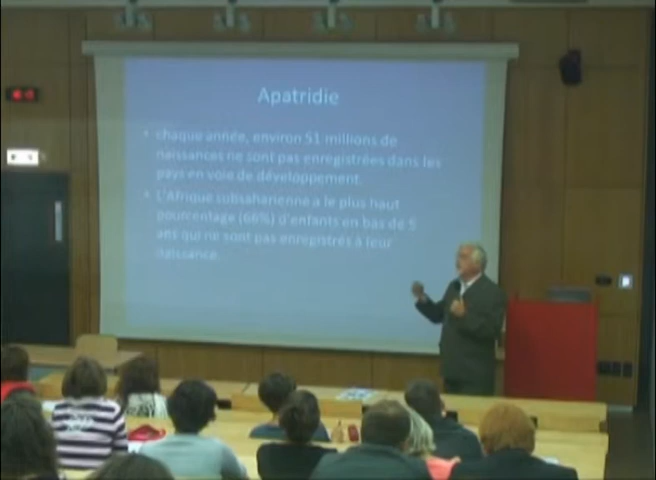 Apatridie
• chaque année, environ 51 millions de
naissances ne sont pas enregistrées dans les
pays en voie de développement.
• L'Afrique subsaharienne a le plus haut
pourcentage (66%) d'enfants en bas de 5
ans qui ne sont pas enregistrés à leur
naissance.